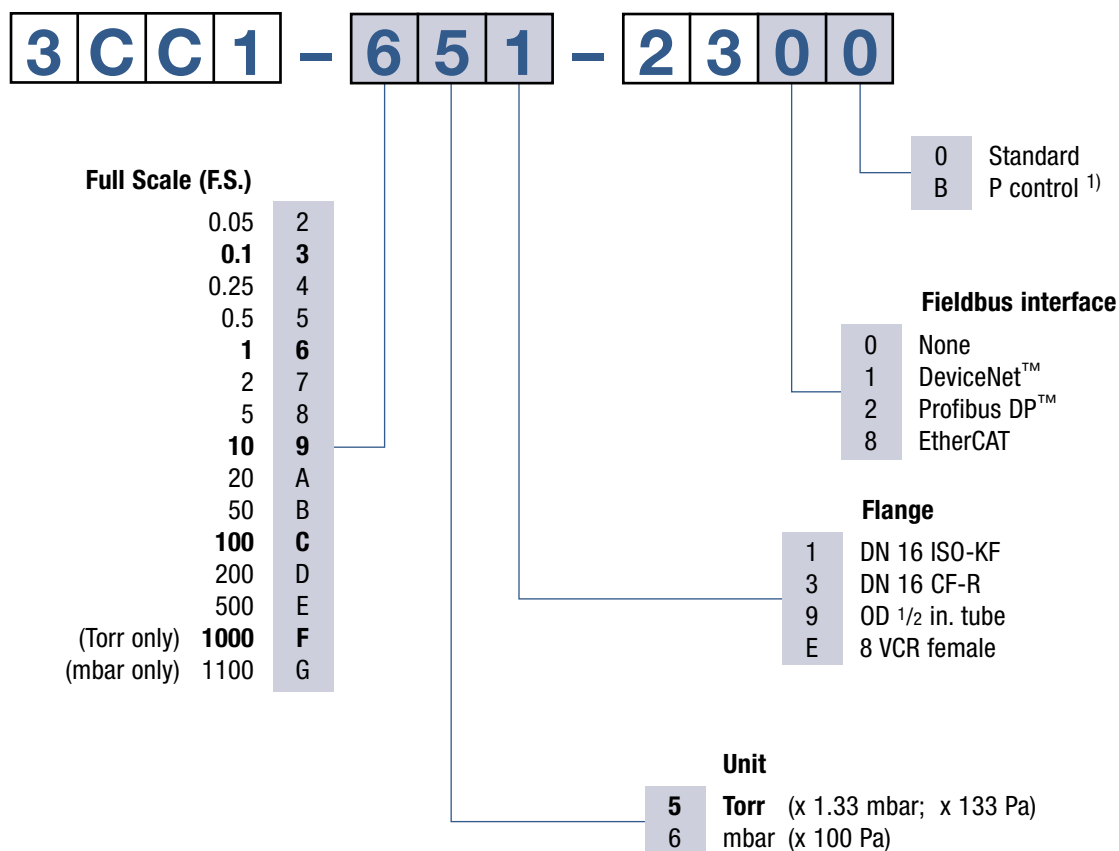 3CC1 – 651 – 2300
0 Standard
B P control 1)
Full Scale (F.S.)
0.05 2
0.1 3
0.25 4
0.5 5
1 6
2 7
5 8
10 9
20 A
50 B
100 C
200 D
500 E
(Torr only) 1000 F
(mbar only) 1100 G
Fieldbus interface
0 None
1 DeviceNet™
2 Profibus DP™
8 EtherCAT
Flange
1 DN 16 ISO-KF
3 DN 16 CF-R
9 OD 1/2 in. tube
E 8 VCR female
Unit
5 Torr (x 1.33 mbar; x 133 Pa)
6 mbar (x 100 Pa)